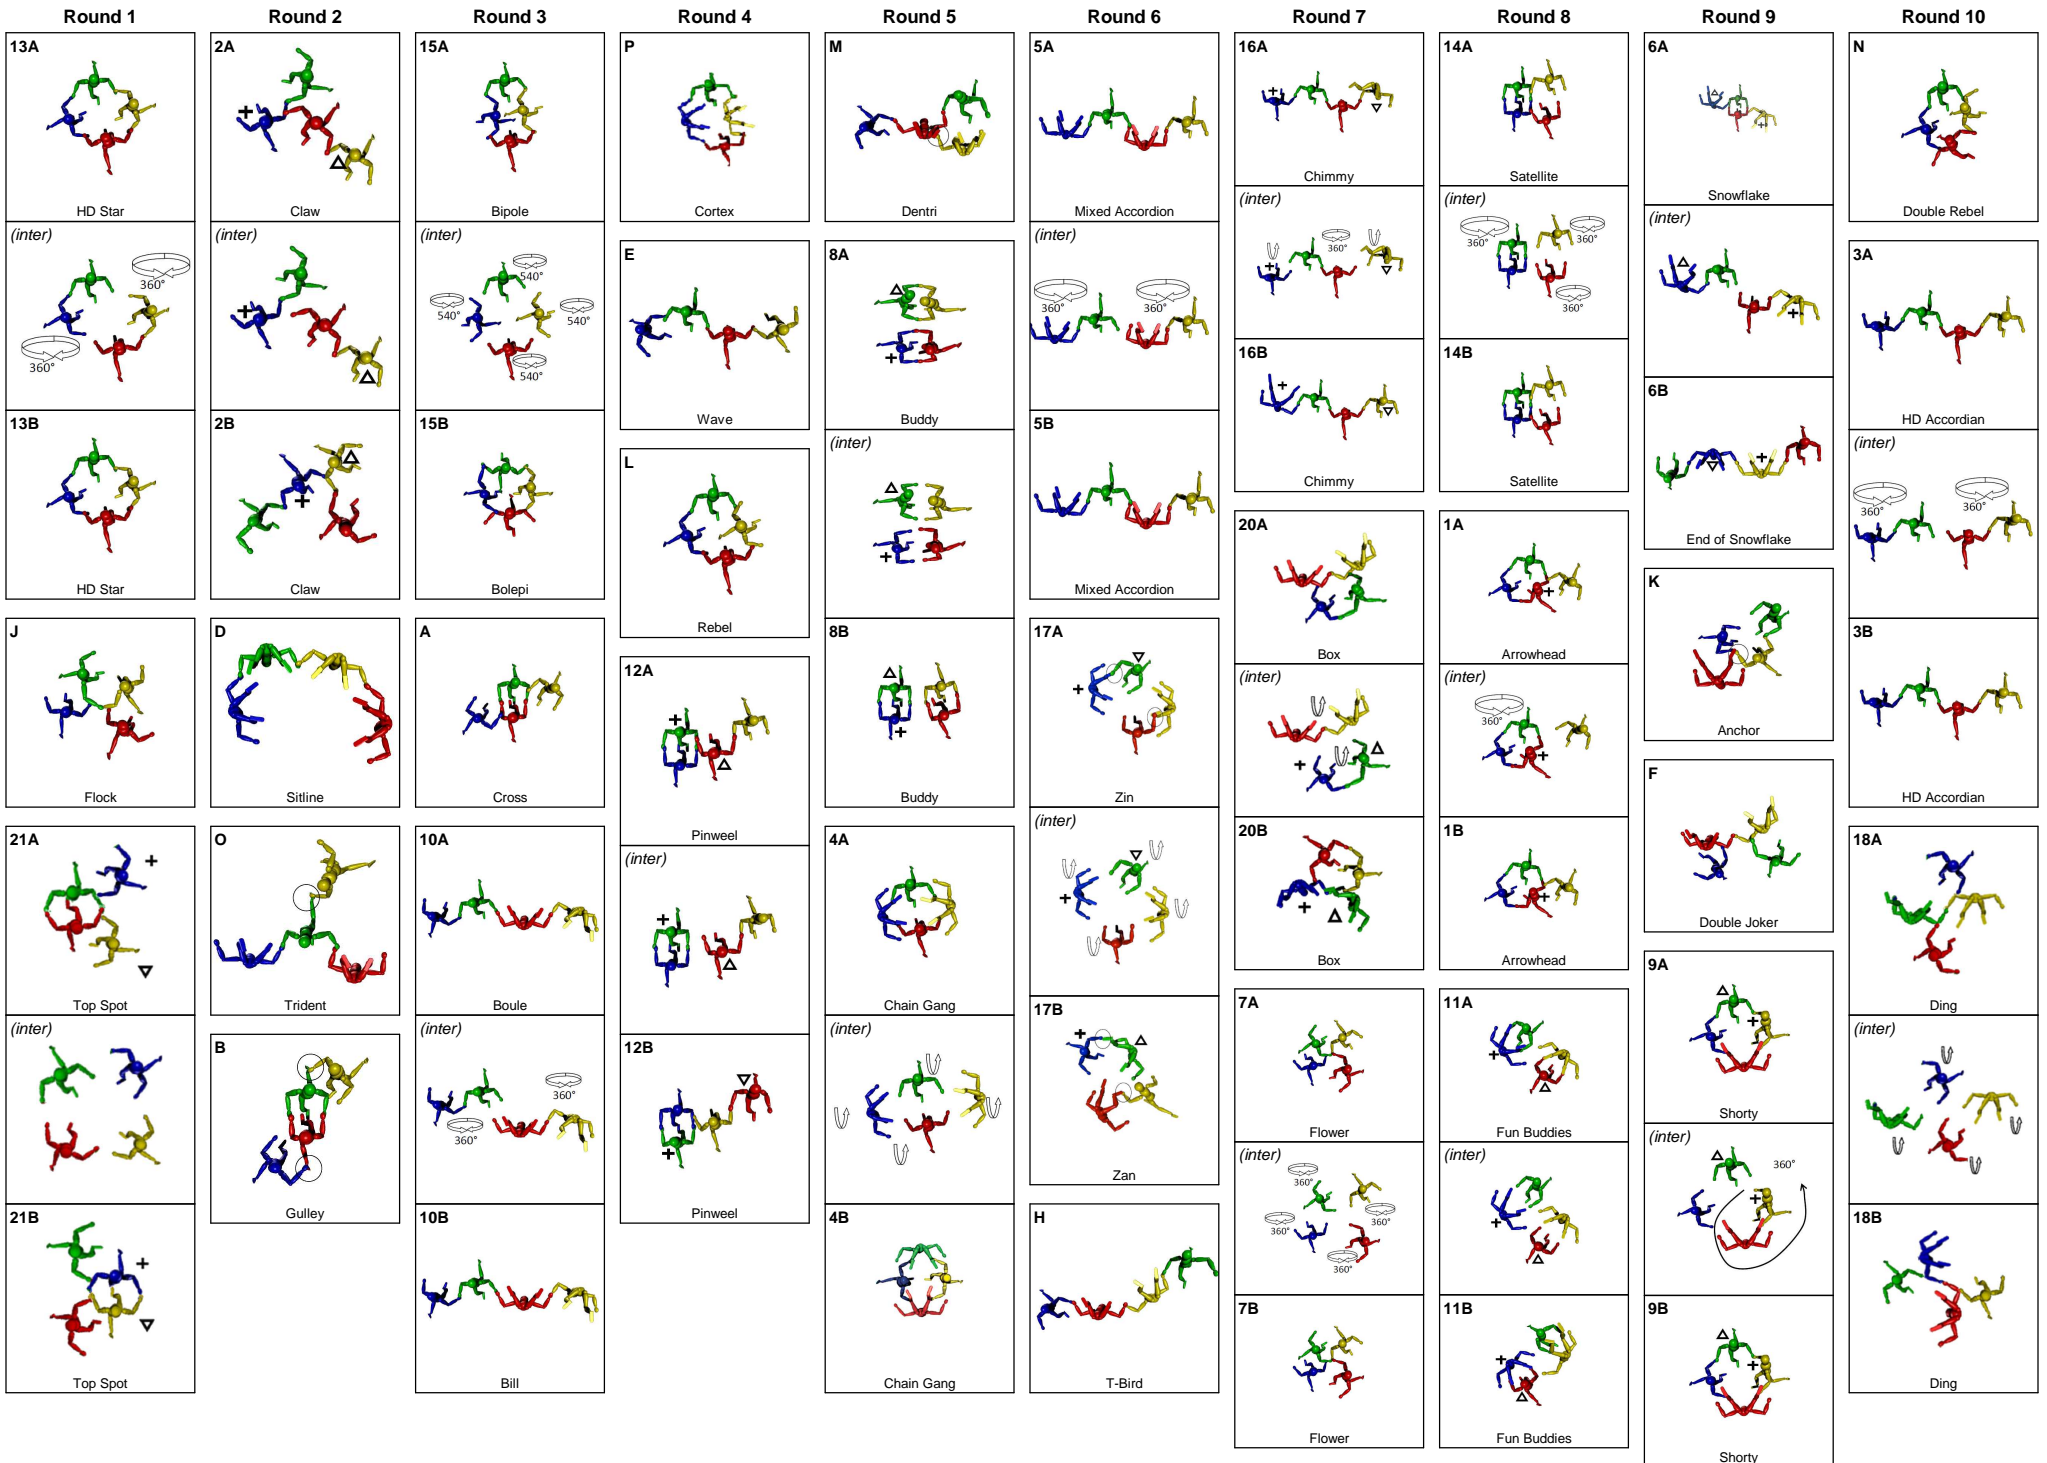 Round 1
13A
HD Star
(inter)
360°
360°
13B
HD Star
J
Flock
21A
+
Top Spot
(inter)
21B
+
Top Spot
Round 2
2A
+
Claw
(inter)
+
2B
+
Claw
D
Sitline
O
Trident
B
Gulley
Round 3
15A
Bipole
(inter)
540°
540°
540°
540°
15B
Bolepi
A
Cross
10A
Boule
(inter)
360°
360°
10B
Bill
Round 4
P
Cortex
E
Wave
L
Rebel
12A
+
Pinweel
(inter)
+
12B
+
Pinweel
Round 5
M
Dentri
8A
+
Buddy
(inter)
+
8B
+
Buddy
4A
Chain Gang
(inter)
4B
Chain Gang
Round 6
5A
Mixed Accordion
(inter)
360°
360°
5B
Mixed Accordion
17A
+
Zin
(inter)
+
17B
+
Zan
H
T-Bird
Round 7
16A
+
Chimmy
(inter)
360°
+
16B
+
Chimmy
20A
Box
(inter)
+
20B
+
Box
7A
Flower
(inter)
360°
360°
360°
360°
7B
Flower
Round 8
14A
Satellite
(inter)
360°
360°
360°
14B
Satellite
1A
+
Arrowhead
(inter)
360°
+
1B
+
Arrowhead
11A
+
Fun Buddies
(inter)
+
11B
+
Fun Buddies
Round 9
6A
+
Snowflake
(inter)
+
6B
+
End of Snowflake
K
Anchor
F
Double Joker
9A
+
Shorty
(inter)
360°
+
9B
+
Shorty
Round 10
N
Double Rebel
3A
HD Accordian
(inter)
360°
360°
3B
HD Accordian
18A
Ding
(inter)
18B
Ding